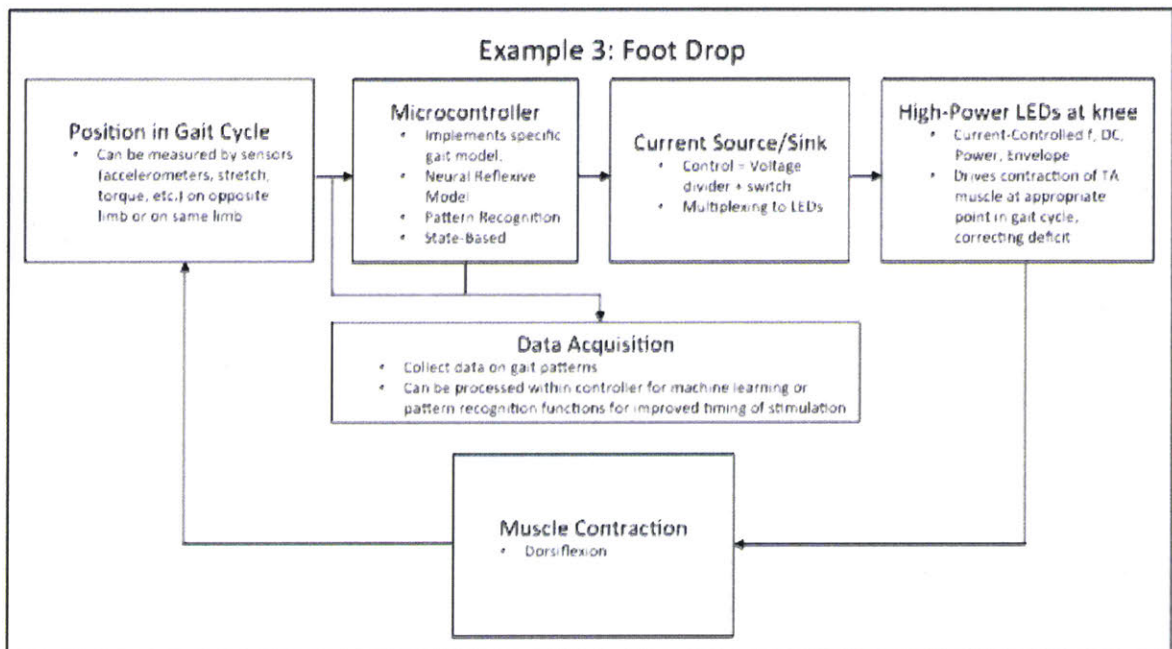 Example 3: Foot Drop
Position in Gait Cycle
• Can be measured by sensors
(accelerometers, stretch,
torque, etc.) on opposite
limb or on same limb
Microcontroller
• Implements specific
gait model.
• Neural Reflexive
Model
• Pattern Recognition
• State-Based
Current Source/Sink
• Control = Voltage
divider + switch
• Multiplexing to LEDs
High-Power LEDs at knee
• Current-Controlled f, DC,
Power, Envelope
• Drives contraction of TA
muscle at appropriate
point in gait cycle,
correcting deficit
Data Acquisition
• Collect data on gait patterns
• Can be processed within controller for machine learning or
pattern recognition functions for improved timing of stimulation
Muscle Contraction
• Dorsiflexion